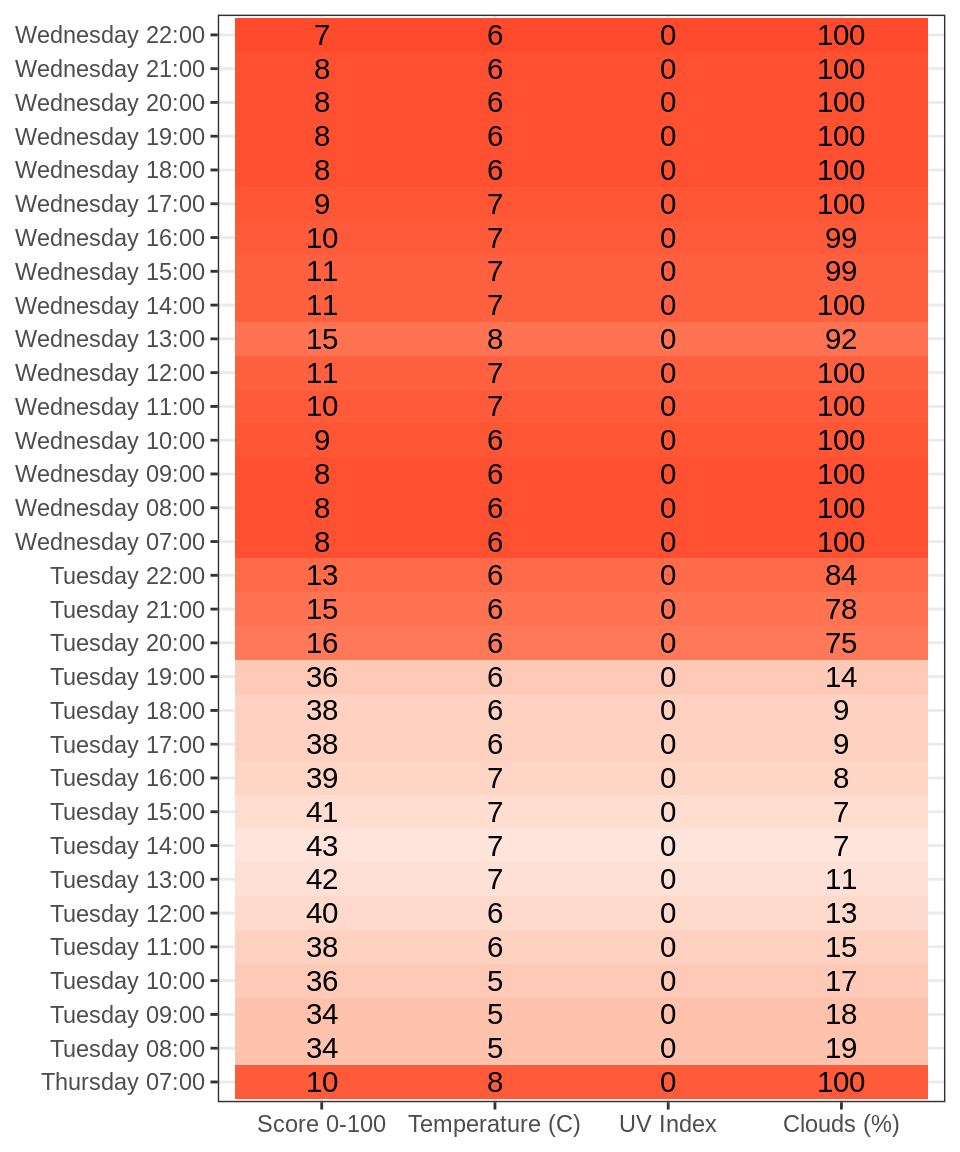 Wednesday 22:00 7 6 0 100
Wednesday 21:00 8 6 0 100
Wednesday 20:00 8 6 0 100
Wednesday 19:00 8 6 0 100
Wednesday 18:00 8 6 0 100
Wednesday 17:00 9 7 0 100
Wednesday 16:00 10 7 0 99
Wednesday 15:00 11 7 0 99
Wednesday 14:00 11 7 0 100
Wednesday 13:00 15 8 0 92
Wednesday 12:00 11 7 0 100
Wednesday 11:00 10 7 0 100
Wednesday 10:00 9 6 0 100
Wednesday 09:00 8 6 0 100
Wednesday 08:00 8 6 0 100
Wednesday 07:00 8 6 0 100
Tuesday 22:00 13 6 0 84
Tuesday 21:00 15 6 0 78
Tuesday 20:00 16 6 0 75
Tuesday 19:00 36 6 0 14
Tuesday 18:00 38 6 0 9
Tuesday 17:00 38 6 0 9
Tuesday 16:00 39 7 0 8
Tuesday 15:00 41 7 0 7
Tuesday 14:00 43 7 0 7
Tuesday 13:00 42 7 0 11
Tuesday 12:00 40 6 0 13
Tuesday 11:00 38 6 0 15
Tuesday 10:00 36 5 0 17
Tuesday 09:00 34 5 0 18
Tuesday 08:00 34 5 0 19
Thursday 07:00 10 8 0 100
Score 0-100 Temperature (C) UV Index Clouds (%)